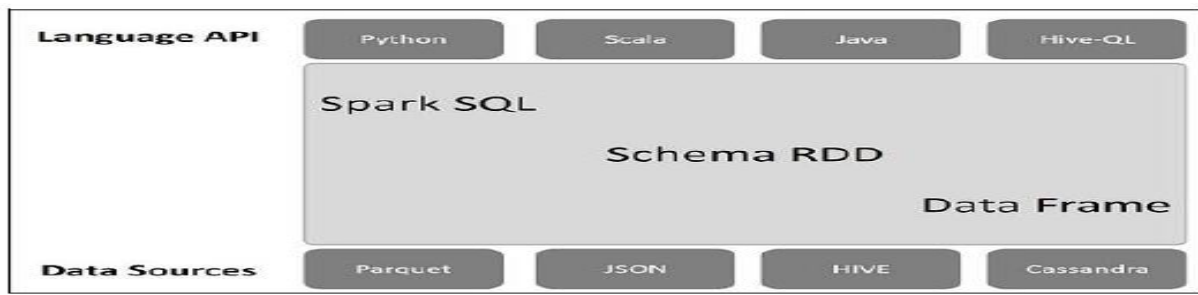 Language API Python Scala Java Hive-QL
Spark SQL
Schema RDD
Data Frame
Data Sources Parquet JSON HIVE Cassandra